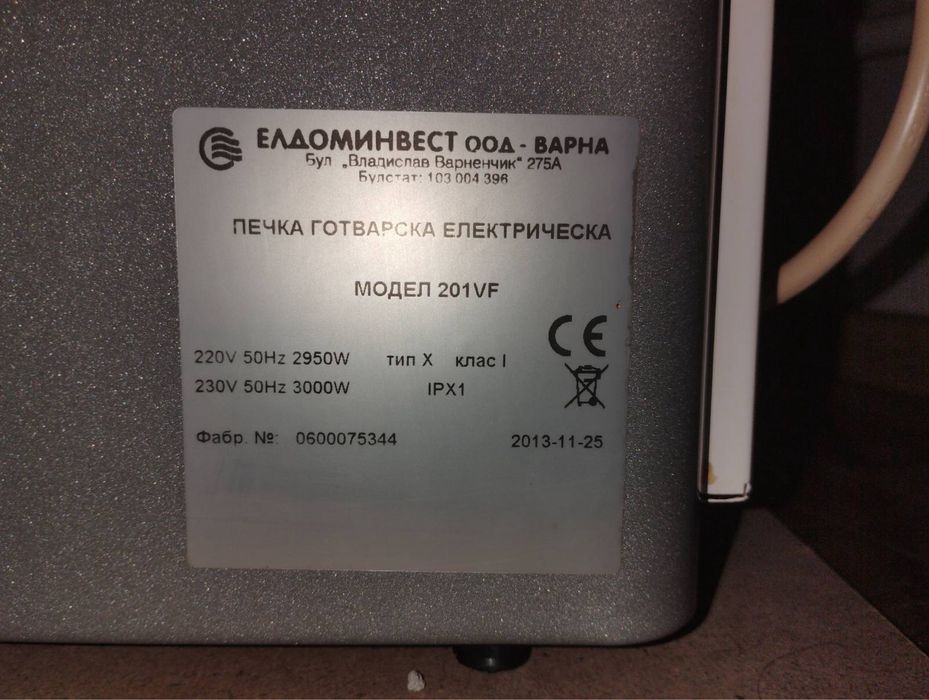 ЕЛДОМИНВЕСТ ООД - ВАРНА
Бул. „Владислав Варненчик“ 275А
Булстат: 103 004 396
ПЕЧКА ГОТВАРСКА ЕЛЕКТРИЧЕСКА
МОДЕЛ 201VF
220V 50Hz 2950W тип X клас I
230V 50Hz 3000W IPX1
CE
Фабр. №: 0600075344 2013-11-25